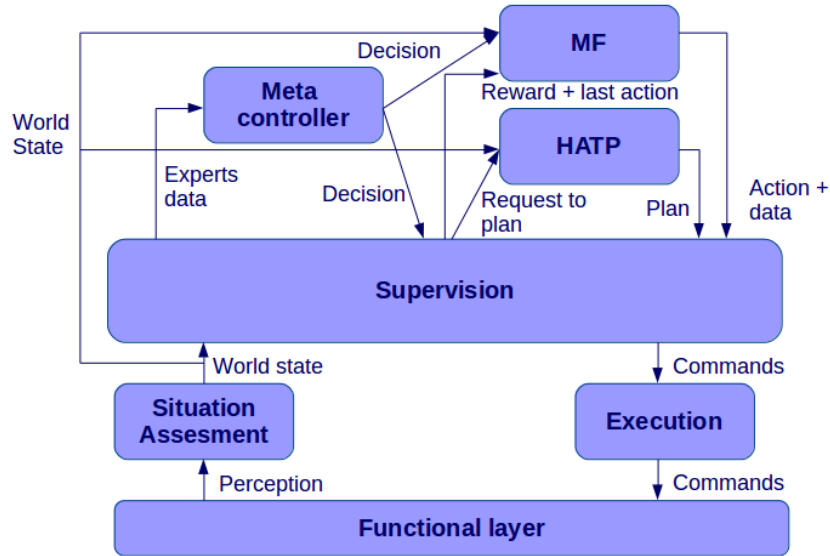 MF
Decision
Meta
controller
Reward + last action
World
State
HATP
Experts
data
Decision
Request to
plan
Plan
Action +
data
Supervision
World state
Commands
Situation
Assesment
Execution
Perception
Commands
Functional layer